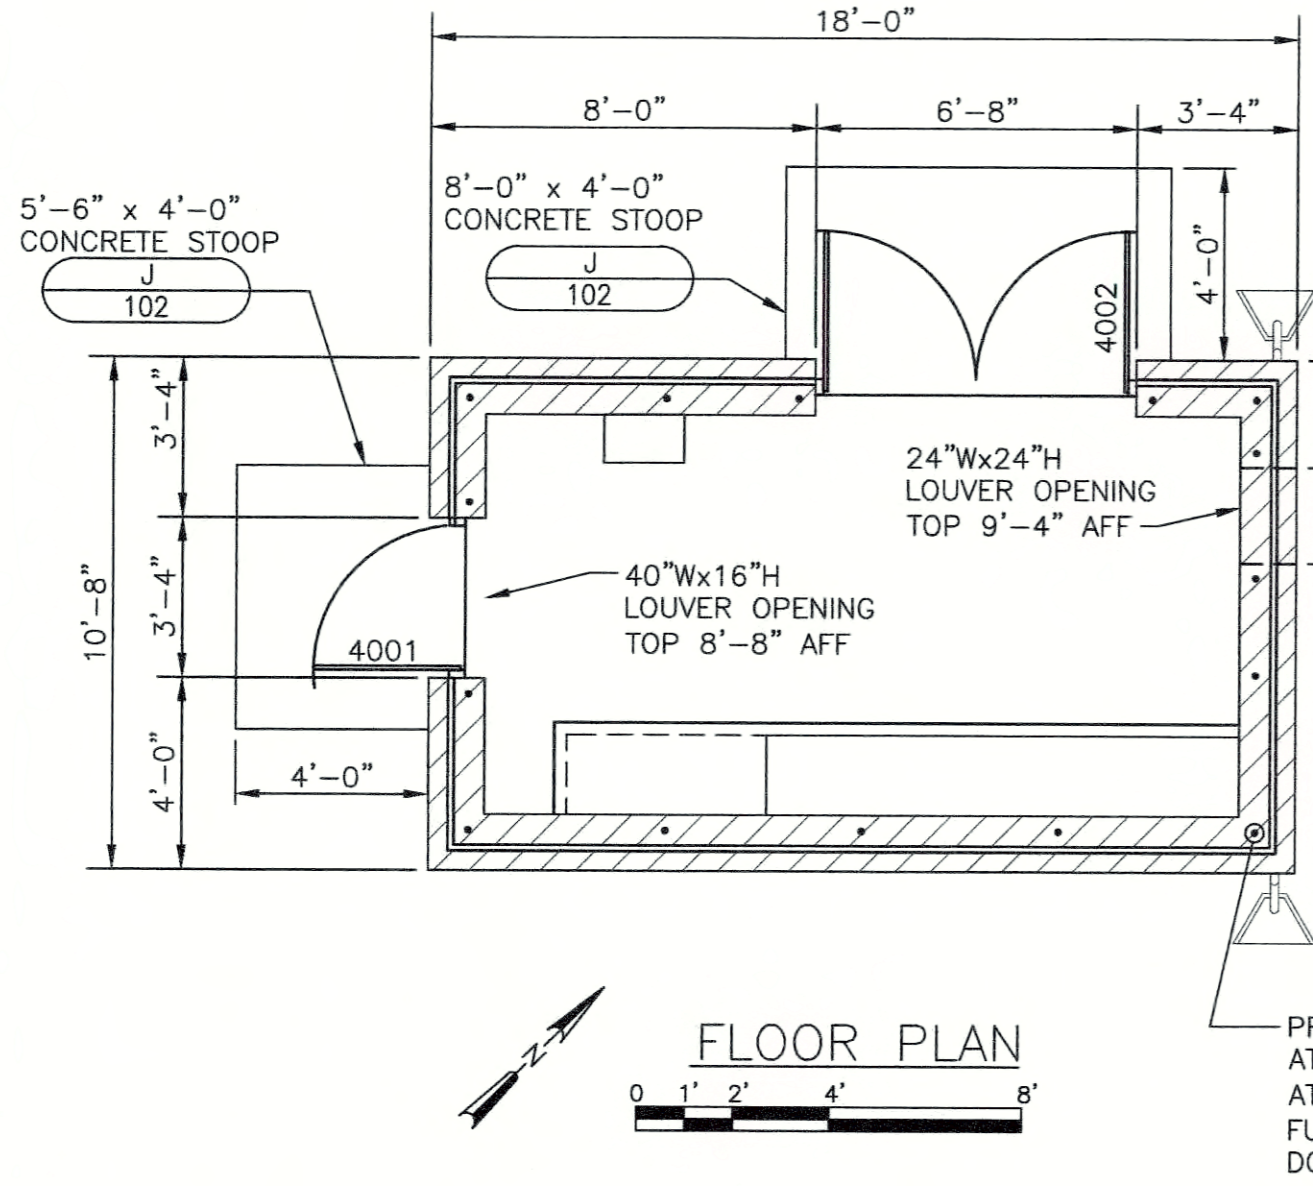 18'-0"
8'-0"
6'-8"
3'-4"
5'-6" x 4'-0"
CONCRETE STOOP
J
102
8'-0" x 4'-0"
CONCRETE STOOP
J
102
4'-0"
4002
3'-4"
3'-4"
10'-8"
4'-0"
24"Wx24"H
LOUVER OPENING
TOP 9'-4" AFF
40"Wx16"H
LOUVER OPENING
TOP 8'-8" AFF
4001
4'-0"
N
FLOOR PLAN
0 1' 2' 4' 8'
AT
AT